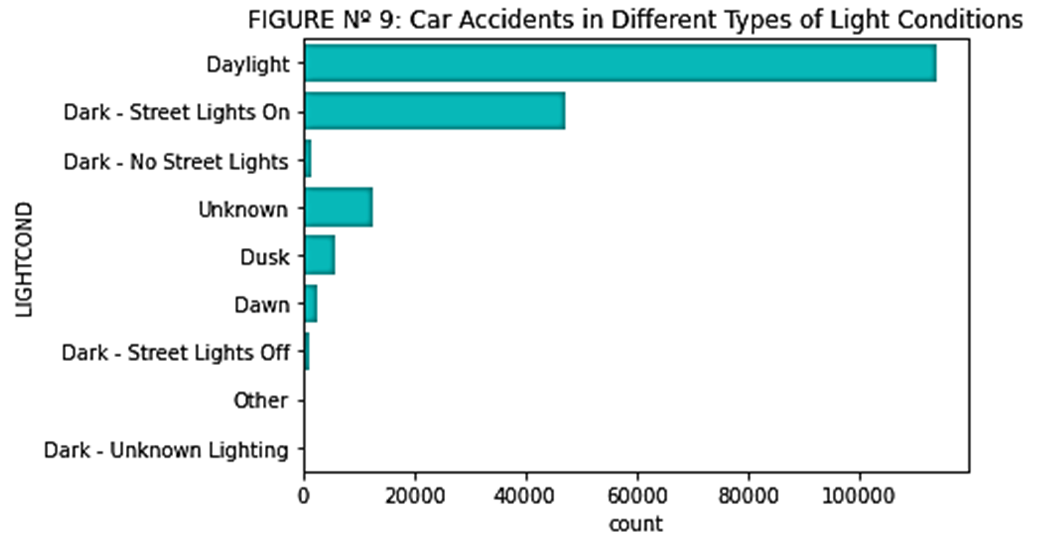 FIGURE Nº 9: Car Accidents in Different Types of Light Conditions
LIGHTCOND
Daylight
Dark - Street Lights On
Dark - No Street Lights
Unknown
Dusk
Dawn
Dark - Street Lights Off
Other
Dark - Unknown Lighting
0 20000 40000 60000 80000 100000
count